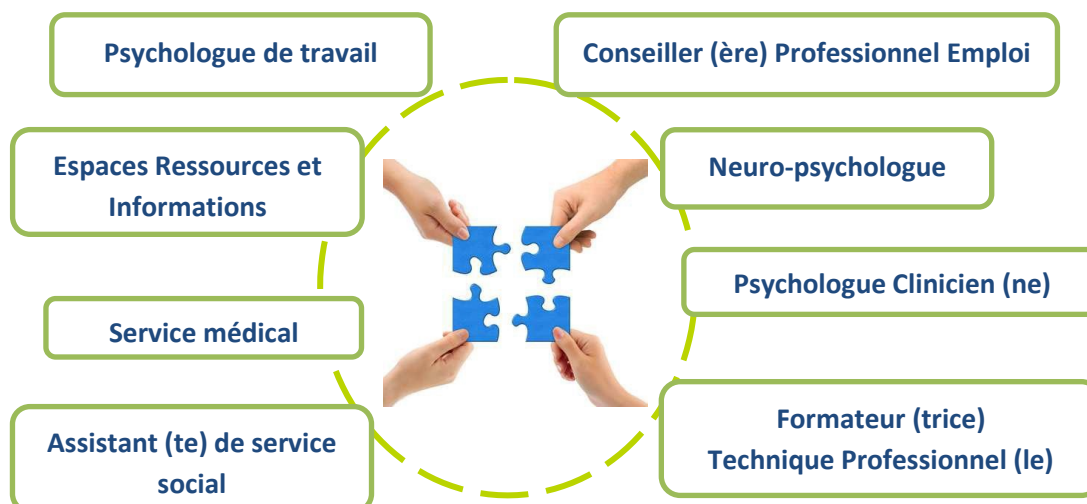 Psychologue de travail
Conseiller (ère) Professionnel Emploi
Espaces Ressources et
Informations
Neuro-psychologue
Psychologue Clinicien (ne)
Service médical
Assistant (te) de service
social
Formateur (trice)
Technique Professionnel (le)